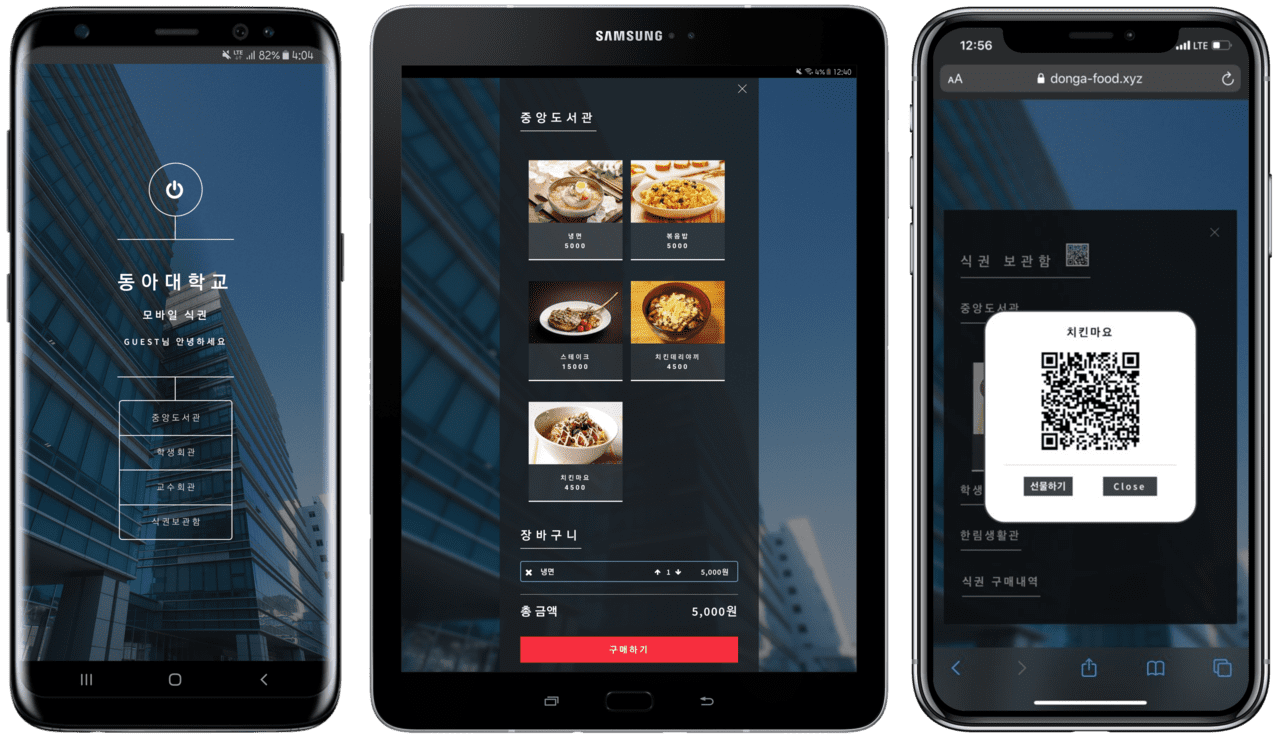 LTE 82% 4:04
동아대학교
모바일 식권
GUEST님 안녕하세요
중앙도서관
학생회관
교수회관
식권보관함
SAMSUNG
4% 12:40
중앙도서관
냉면
5000
볶음밥
5000
스테이크
15000
치킨데리야끼
4500
치킨마요
4500
장바구니
냉면 1 5,000원
총 금액 5,000원
구매하기
12:56 LTE
AA donga-food.xyz
식권 보관함
중앙도서관
치킨마요
선물하기 Close
학생
한림생활관
식권 구매내역